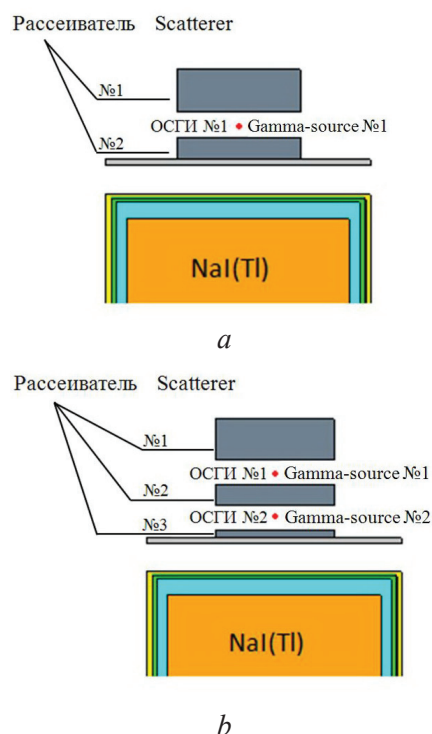 Рассеиватель Scatterer
№1
ОСГИ №1 Gamma-source №1
№2
NaI(Tl)
a
Рассеиватель Scatterer
№1
ОСГИ №1 Gamma-source №1
№2
ОСГИ №2 Gamma-source №2
№3
NaI(Tl)
b